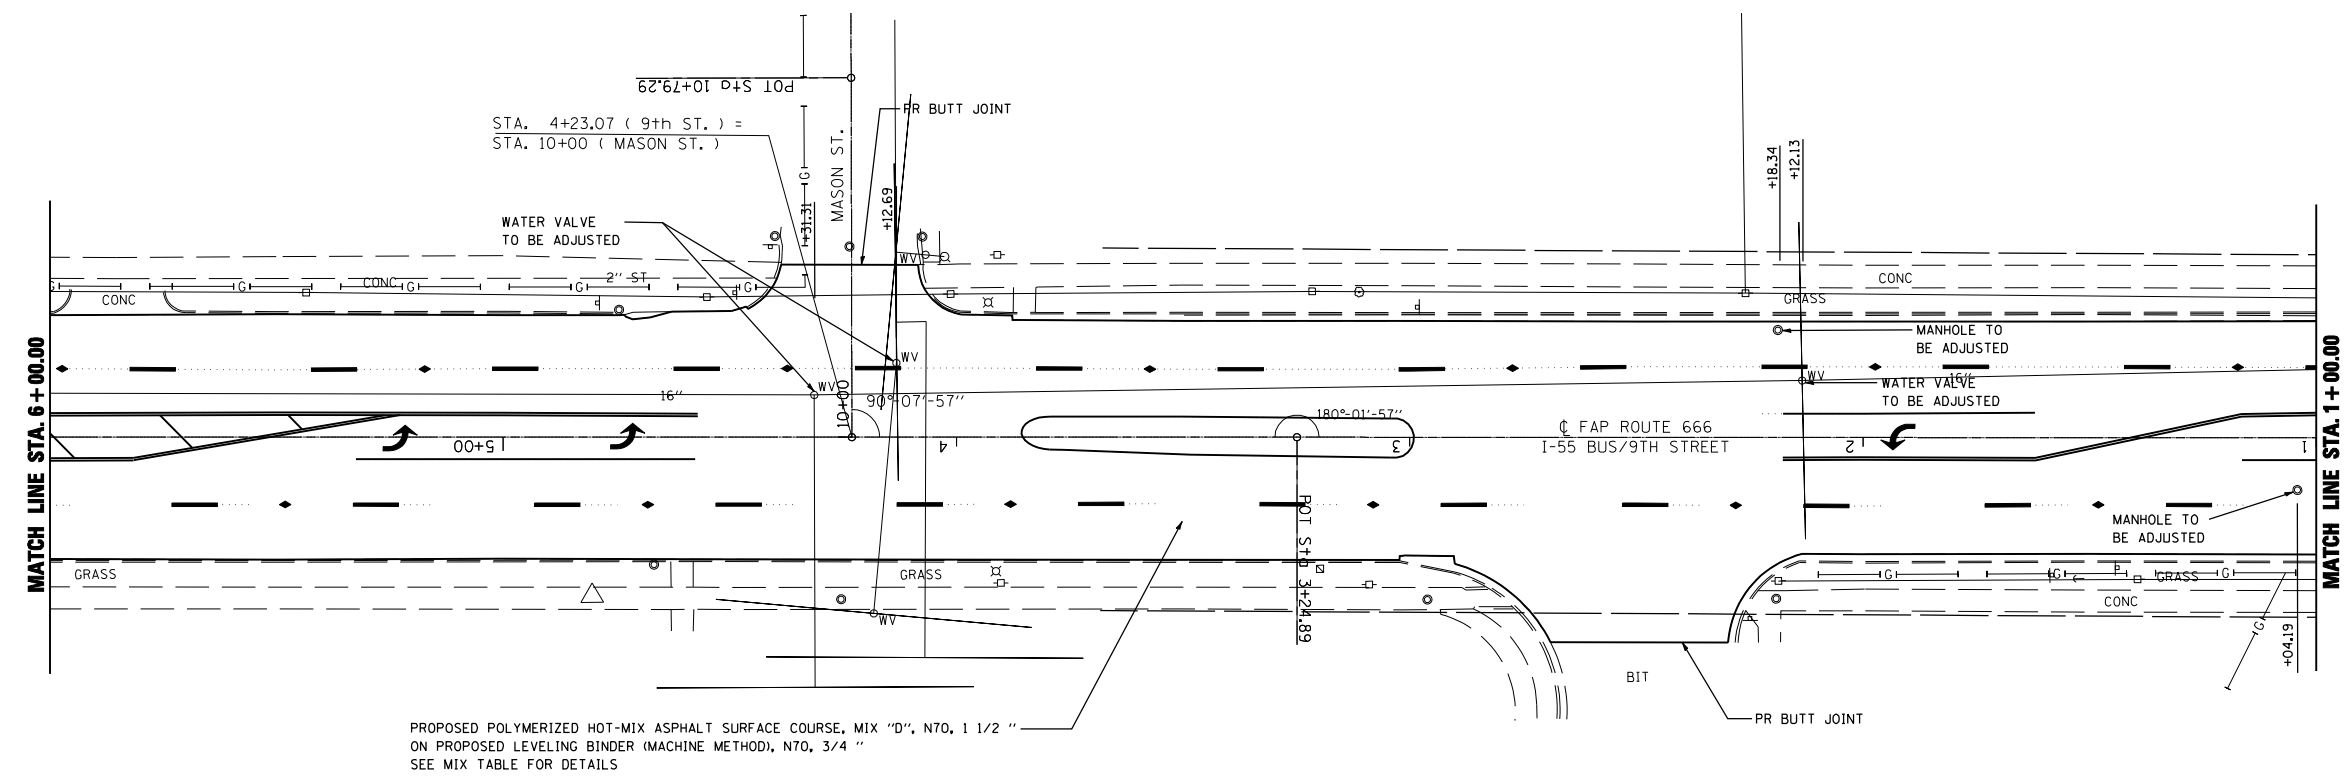 POT Sta 10+79.29
PR BUTT JOINT
STA. 4+23.07 ( 9th ST. ) =
STA. 10+00 ( MASON ST. )
MASON ST.
G
+31.31
+12.69
+18.34
+12.13
WATER VALVE
TO BE ADJUSTED
WV
2" ST
CONC
CONC
G
G
G
G
G
CONC
GRASS
MANHOLE TO
BE ADJUSTED
WV
WV
WV
16"
16"
WATER VALVE
TO BE ADJUSTED
10+00
90°-07'-57"
180°-01'-57"
℄ FAP ROUTE 666
I-55 BUS/9TH STREET
5+00
4
3
2
1
MATCH LINE STA. 6+00.00
MATCH LINE STA. 1+00.00
POT Sta 3+24.89
MANHOLE TO
BE ADJUSTED
GRASS
GRASS
G
G
G
GRASS
CONC
G
+04.19
WV
BIT
PR BUTT JOINT
PROPOSED POLYMERIZED HOT-MIX ASPHALT SURFACE COURSE, MIX "D", N70, 1 1/2 "
ON PROPOSED LEVELING BINDER (MACHINE METHOD), N70, 3/4 "
SEE MIX TABLE FOR DETAILS